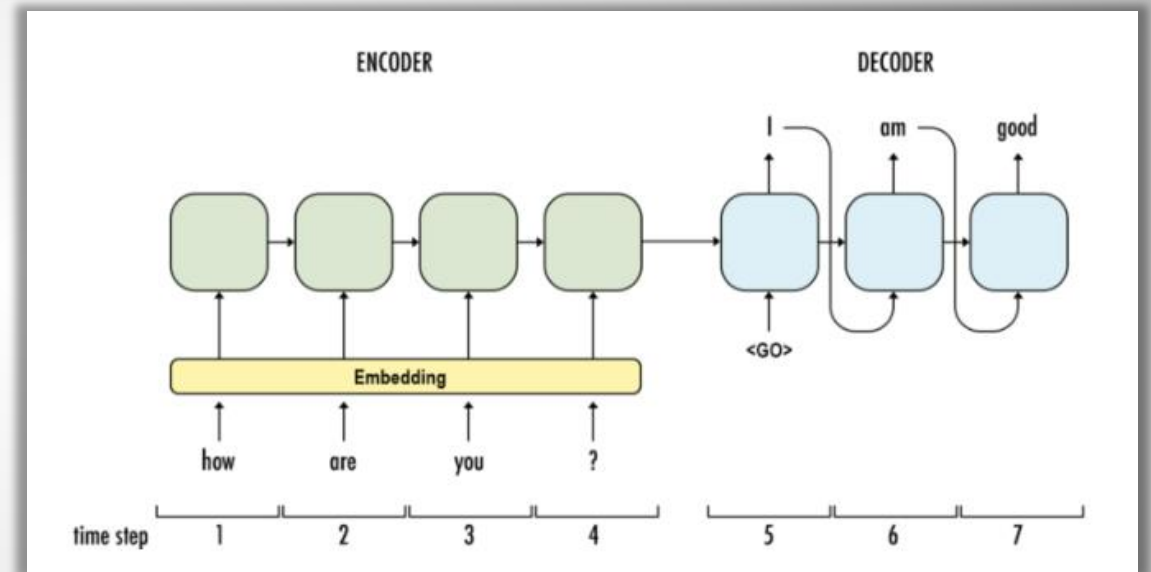 ENCODER DECODER
I am good
<GO>
Embedding
how are you ?
time step 1 2 3 4 5 6 7